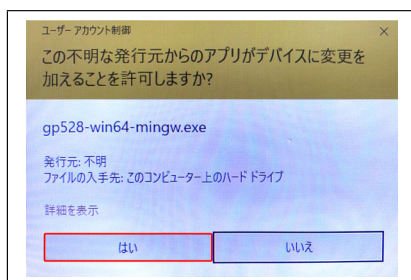 ユーザー アカウント制御
×
この不明な発行元からのアプリがデバイスに変更を
加えることを許可しますか?
gp528-win64-mingw.exe
発行元: 不明
ファイルの入手先: このコンピューター上のハード ドライブ
詳細を表示
はい
いいえ